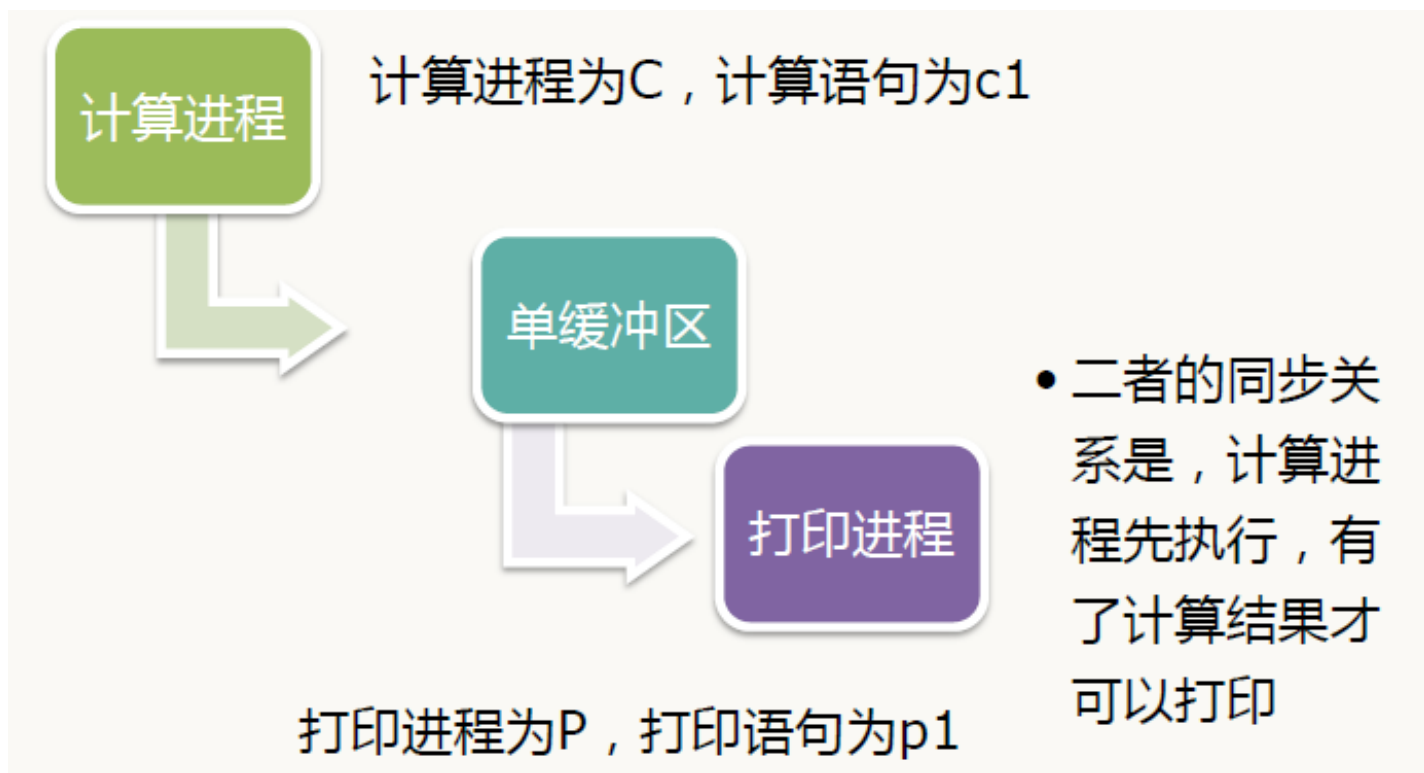 计算进程
计算进程为C，计算语句为c1
单缓冲区
打印进程
• 二者的同步关
系是，计算进
程先执行，有
了计算结果才
可以打印
打印进程为P，打印语句为p1